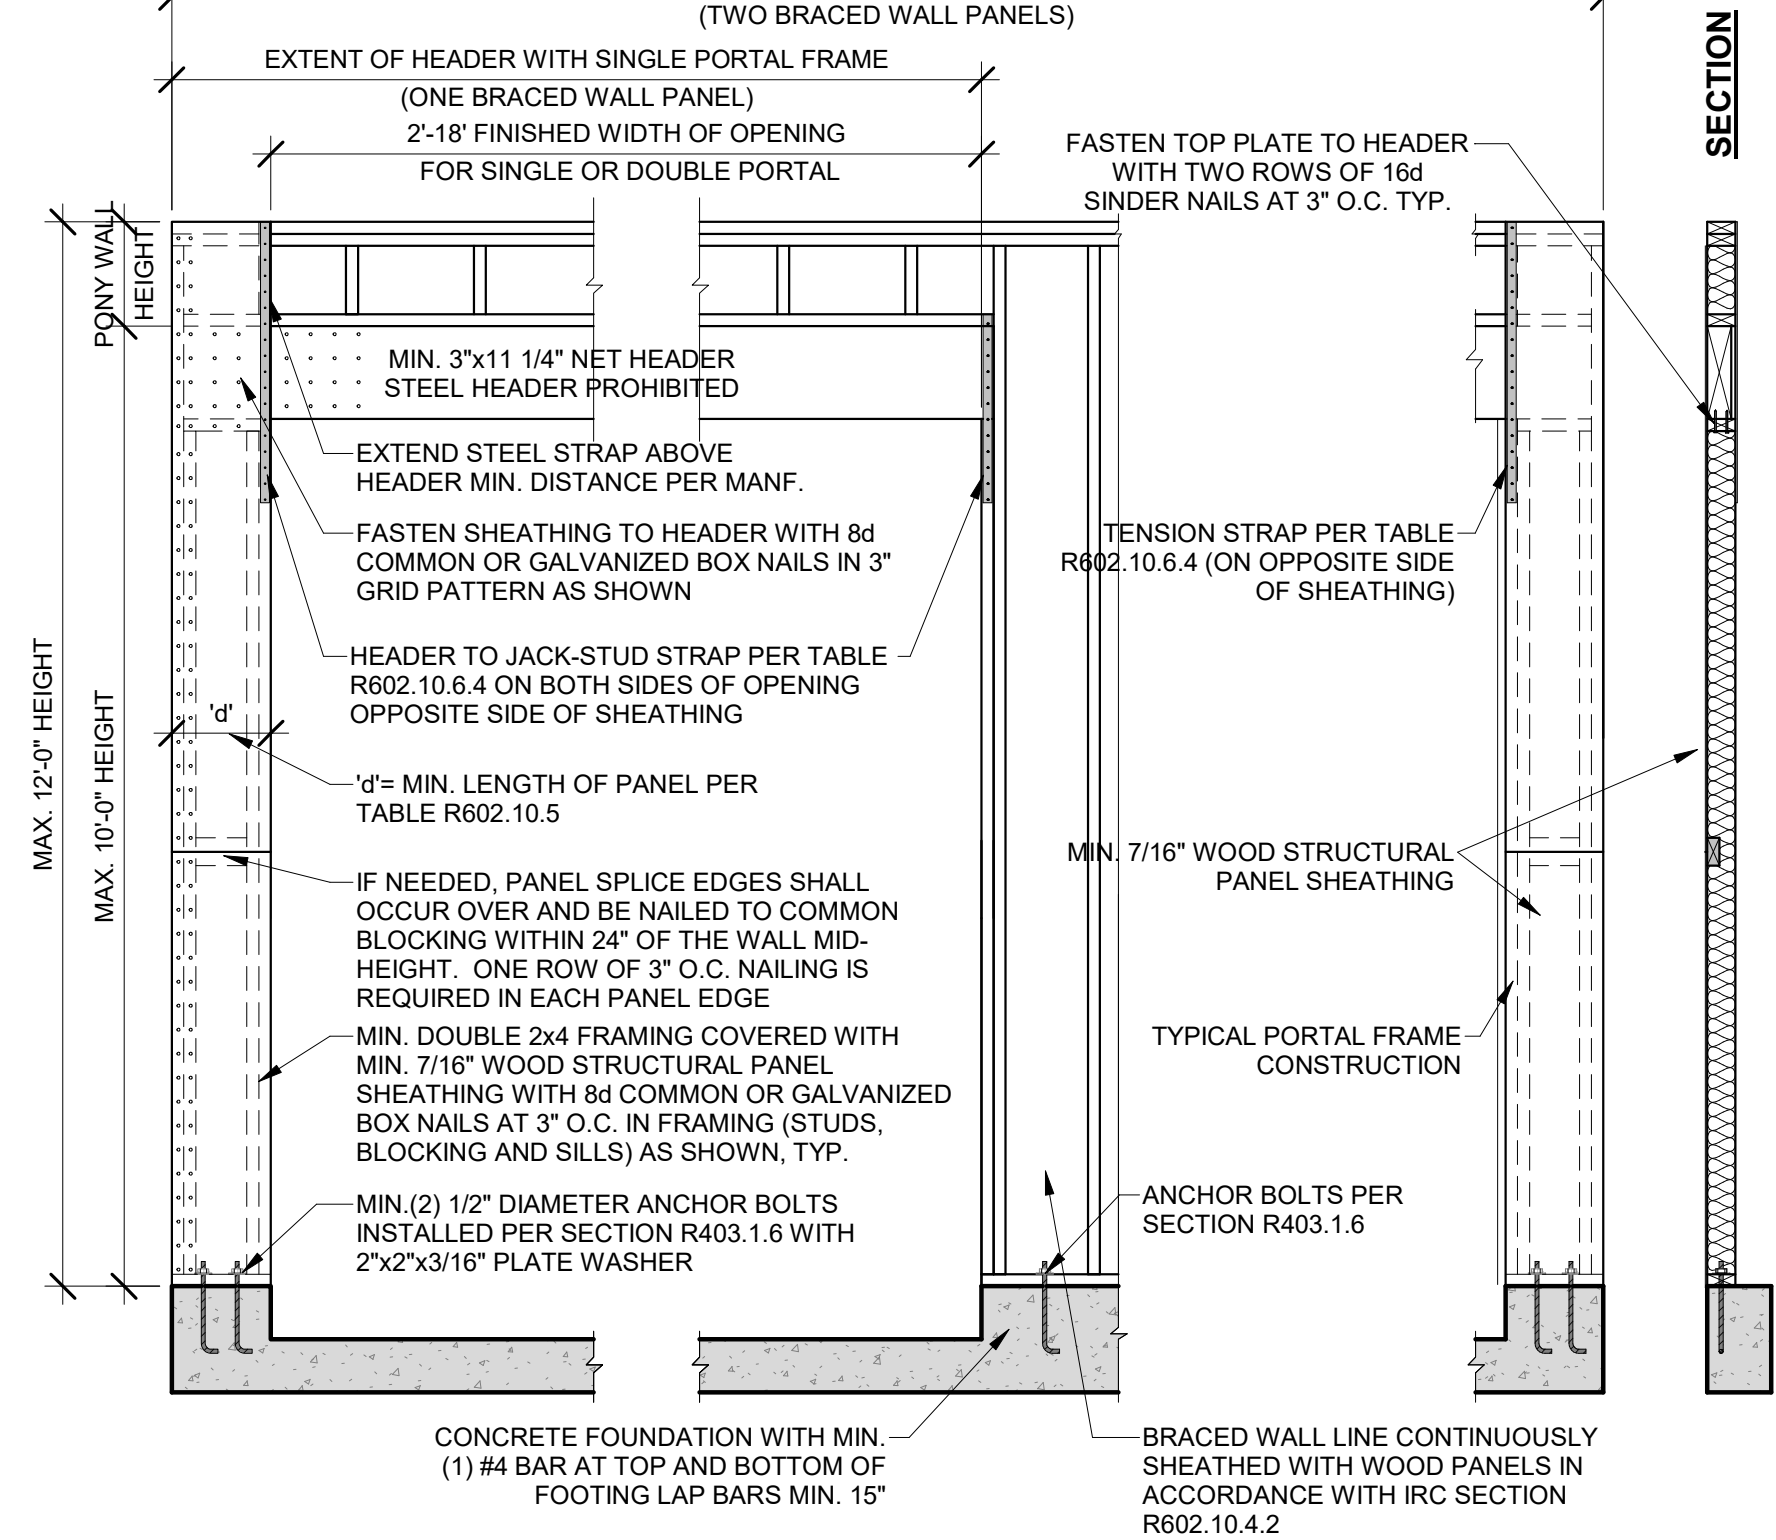 (TWO BRACED WALL PANELS)
EXTENT OF HEADER WITH SINGLE PORTAL FRAME
(ONE BRACED WALL PANEL)
2'-18' FINISHED WIDTH OF OPENING
FOR SINGLE OR DOUBLE PORTAL
SECTION
FASTEN TOP PLATE TO HEADER
WITH TWO ROWS OF 16d
SINDER NAILS AT 3" O.C. TYP.
PONY WALL
HEIGHT
MIN. 3"x11 1/4" NET HEADER
STEEL HEADER PROHIBITED
EXTEND STEEL STRAP ABOVE
HEADER MIN. DISTANCE PER MANF.
FASTEN SHEATHING TO HEADER WITH 8d
COMMON OR GALVANIZED BOX NAILS IN 3"
GRID PATTERN AS SHOWN
TENSION STRAP PER TABLE
R602.10.6.4 (ON OPPOSITE SIDE
OF SHEATHING)
HEADER TO JACK-STUD STRAP PER TABLE
R602.10.6.4 ON BOTH SIDES OF OPENING
OPPOSITE SIDE OF SHEATHING
MAX. 12'-0" HEIGHT
MAX. 10'-0" HEIGHT
'd'
'd'= MIN. LENGTH OF PANEL PER
TABLE R602.10.5
MIN. 7/16" WOOD STRUCTURAL
PANEL SHEATHING
IF NEEDED, PANEL SPLICE EDGES SHALL
OCCUR OVER AND BE NAILED TO COMMON
BLOCKING WITHIN 24" OF THE WALL MID-
HEIGHT.  ONE ROW OF 3" O.C. NAILING IS
REQUIRED IN EACH PANEL EDGE
MIN. DOUBLE 2x4 FRAMING COVERED WITH
MIN. 7/16" WOOD STRUCTURAL PANEL
SHEATHING WITH 8d COMMON OR GALVANIZED
BOX NAILS AT 3" O.C. IN FRAMING (STUDS,
BLOCKING AND SILLS) AS SHOWN, TYP.
TYPICAL PORTAL FRAME
CONSTRUCTION
MIN.(2) 1/2" DIAMETER ANCHOR BOLTS
INSTALLED PER SECTION R403.1.6 WITH
2"x2"x3/16" PLATE WASHER
ANCHOR BOLTS PER
SECTION R403.1.6
CONCRETE FOUNDATION WITH MIN.
(1) #4 BAR AT TOP AND BOTTOM OF
FOOTING LAP BARS MIN. 15"
BRACED WALL LINE CONTINUOUSLY
SHEATHED WITH WOOD PANELS IN
ACCORDANCE WITH IRC SECTION
R602.10.4.2